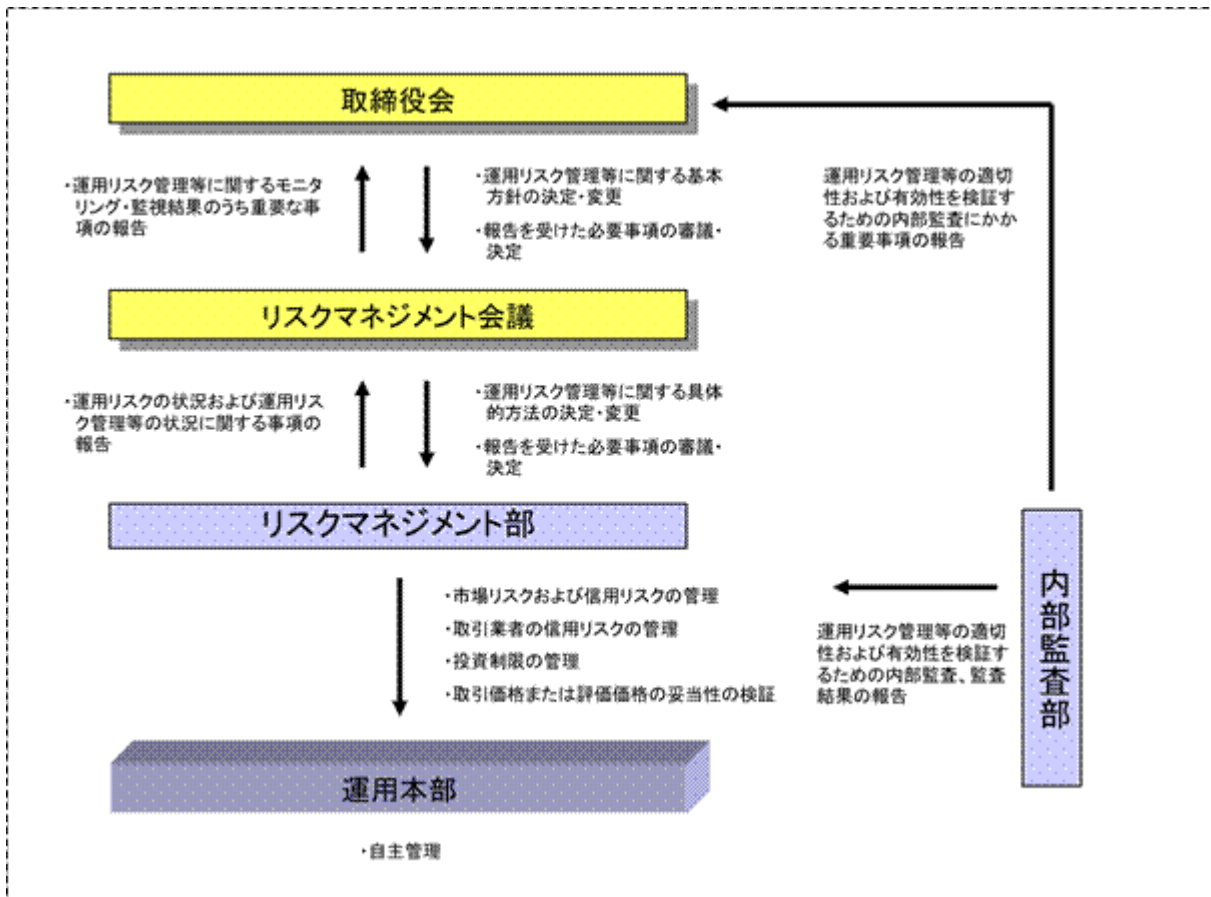 取締役会
・運用リスク管理等に関するモニ
タリング・監視結果のうち重要な事
項の報告
・運用リスク管理等に関する基本
方針の決定・変更
・報告を受けた必要事項の審議・
決定
運用リスク管理等の適切
性および有効性を検証す
るための内部監査にかか
る重要事項の報告
リスクマネジメント会議
・運用リスクの状況および運用リス
ク管理等の状況に関する事項の
報告
・運用リスク管理等に関する具体
的方法の決定・変更
・報告を受けた必要事項の審議・
決定
リスクマネジメント部
・市場リスクおよび信用リスクの管理
・取引業者の信用リスクの管理
・投資制限の管理
・取引価格または評価価格の妥当性の検証
運用リスク管理等の適切
性および有効性を検証す
るための内部監査、監査
結果の報告
内部監査部
運用本部
・自主管理